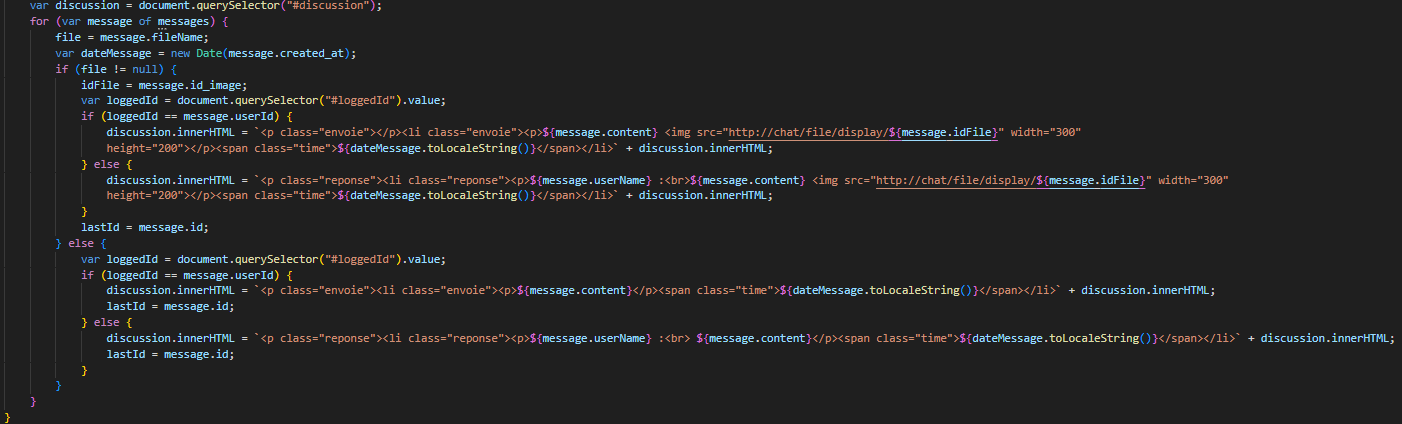 var discussion = document.querySelector("#discussion");
for (var message of messages) {
file = message.fileName;
var dateMessage = new Date(message.created_at);
if (file != null) {
idFile = message.id_image;
var loggedId = document.querySelector("#loggedId").value;
if (loggedId == message.userId) {
discussion.innerHTML = `<p class="envoie"></p><li class="envoie"><p>${message.content} <img src="http://chat/file/display/${message.idFile}" width="300"
height="200"></p><span class="time">${dateMessage.toLocaleString()}</span></li>` + discussion.innerHTML;
} else {
discussion.innerHTML = `<p class="reponse"><li class="reponse"><p>${message.userName} :<br>${message.content} <img src="http://chat/file/display/${message.idFile}" width="300"
height="200"></p><span class="time">${dateMessage.toLocaleString()}</span></li>` + discussion.innerHTML;
}
lastId = message.id;
} else {
var loggedId = document.querySelector("#loggedId").value;
if (loggedId == message.userId) {
discussion.innerHTML = `<p class="envoie"><li class="envoie"><p>${message.content}</p><span class="time">${dateMessage.toLocaleString()}</span></li>` + discussion.innerHTML;
lastId = message.id;
} else {
discussion.innerHTML = `<p class="reponse"><li class="reponse"><p>${message.userName} :<br> ${message.content}</p><span class="time">${dateMessage.toLocaleString()}</span></li>` + discussion.innerHTML;
lastId = message.id;
}
}
}
}